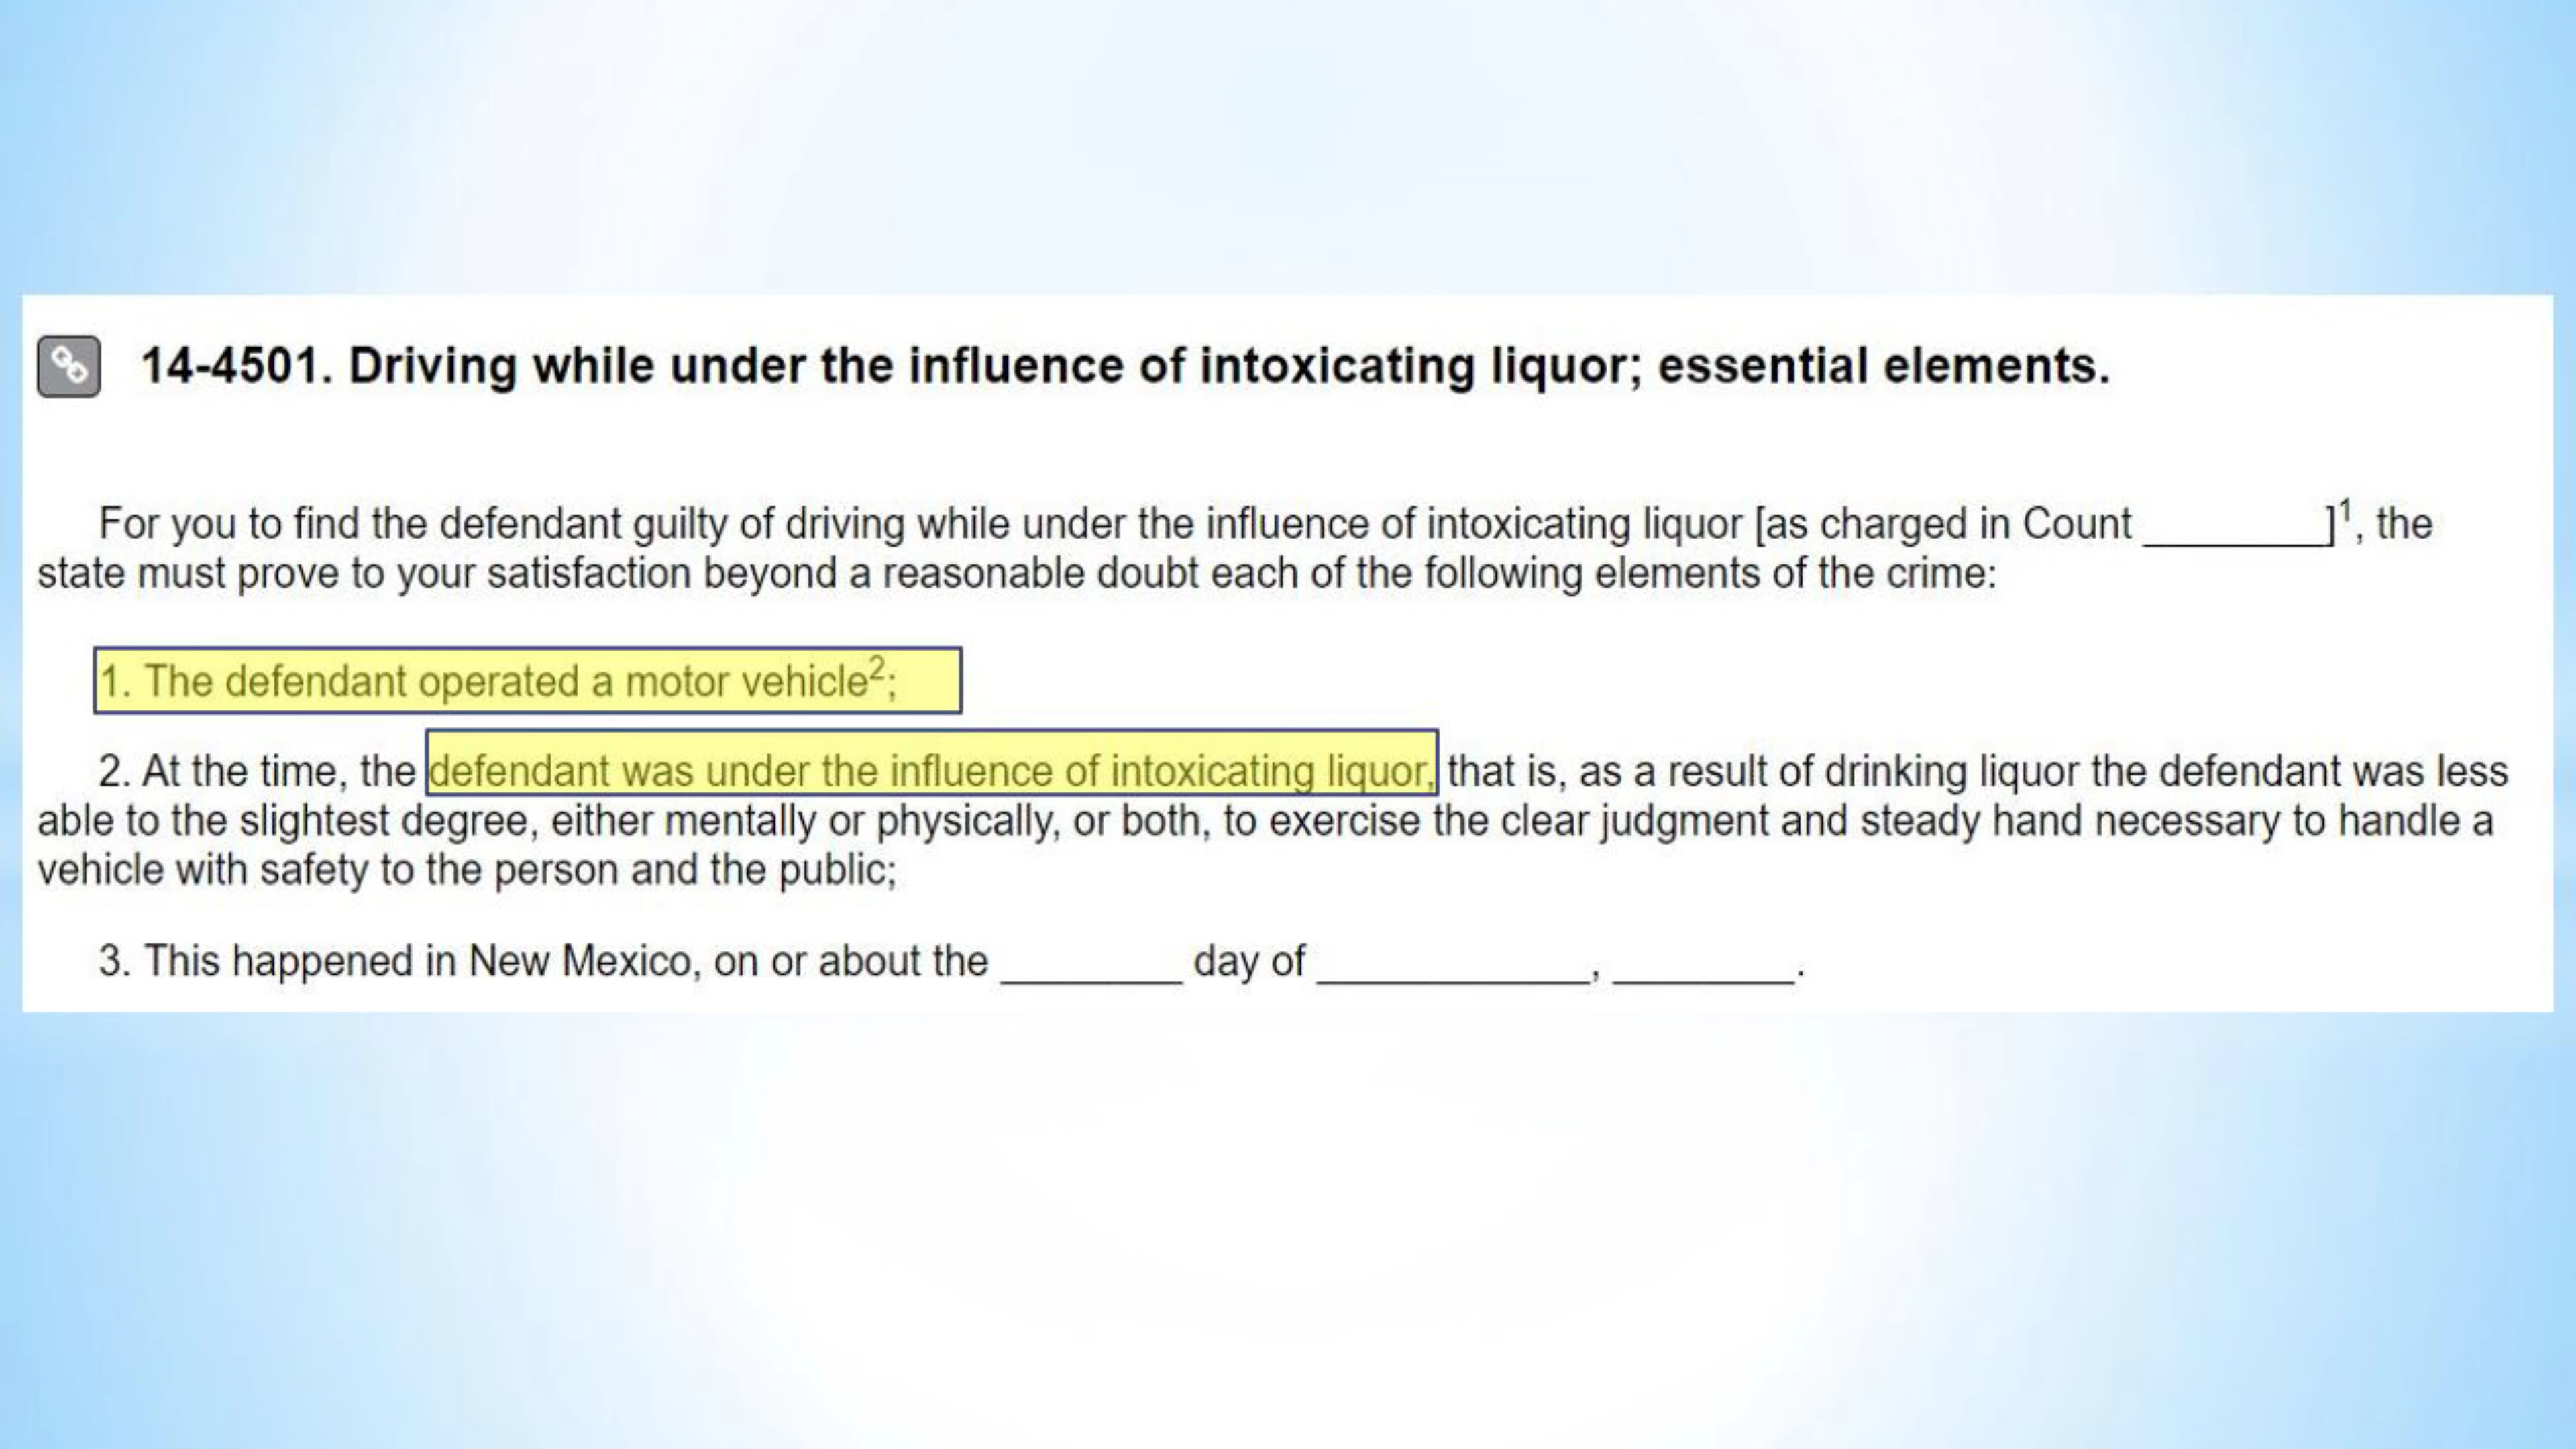 14-4501. Driving while under the influence of intoxicating liquor; essential elements.
For you to find the defendant guilty of driving while under the influence of intoxicating liquor [as charged in Count ________]¹, the
state must prove to your satisfaction beyond a reasonable doubt each of the following elements of the crime:
1. The defendant operated a motor vehicle²;
2. At the time, the defendant was under the influence of intoxicating liquor, that is, as a result of drinking liquor the defendant was less
able to the slightest degree, either mentally or physically, or both, to exercise the clear judgment and steady hand necessary to handle a
vehicle with safety to the person and the public;
3. This happened in New Mexico, on or about the ________ day of ____________, ________.